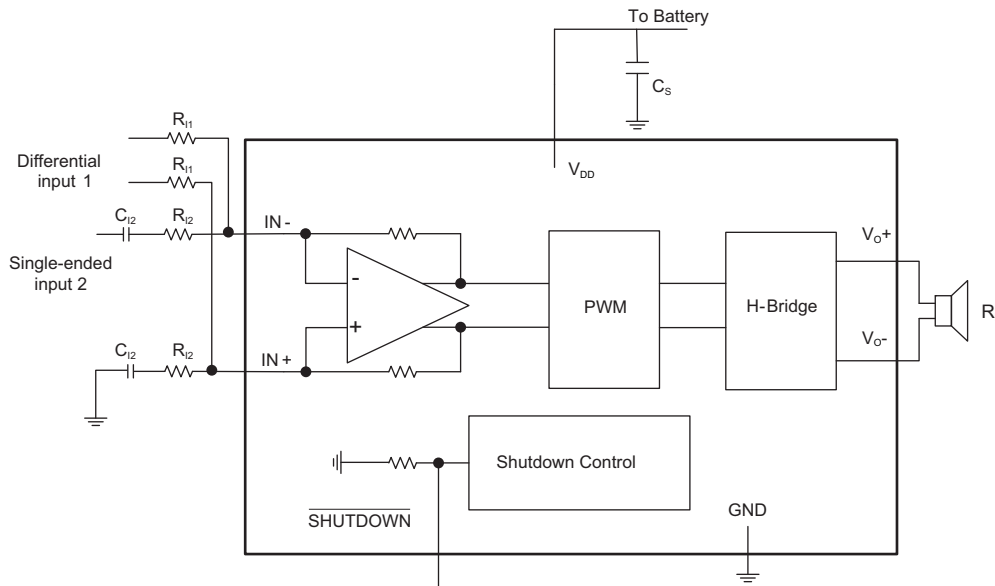 To Battery
C_S
R_I1
Differential
input 1
R_I1
V_DD
C_I2
R_I2
IN -
Single-ended
input 2
-
+
PWM
H-Bridge
V_O+
V_O-
R
C_I2
R_I2
IN +
Shutdown Control
SHUTDOWN
GND